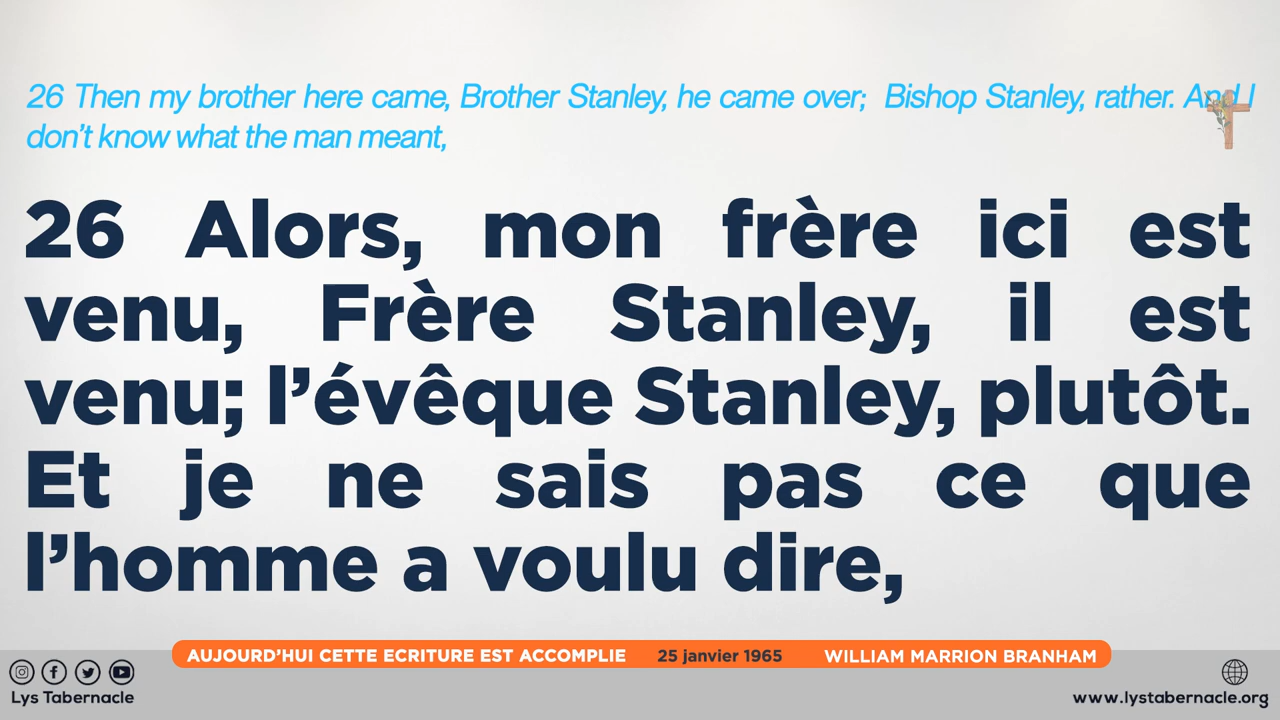 26 Then my brother here came, Brother Stanley, he came over; Bishop Stanley, rather. And I
don't know what the man meant,
26 Alors, mon frère ici est
venu, Frère Stanley, il est
venu; l’évêque Stanley, plutôt.
Et je ne sais pas ce que
l’homme a voulu dire,
AUJOURD’HUI CETTE ECRITURE EST ACCOMPLIE 25 janvier 1965 WILLIAM MARRION BRANHAM
Lys Tabernacle
www.lystabernacle.org